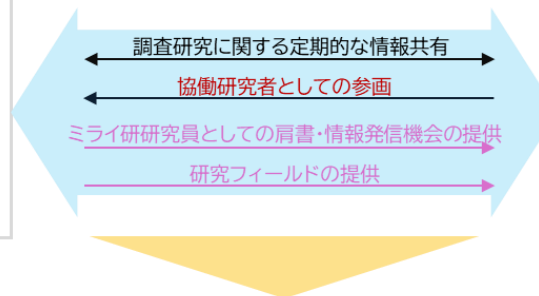 調査研究に関する定期的な情報共有
協働研究者としての参画
ミライ研研究員としての肩書・情報発信機会の提供
研究フィールドの提供